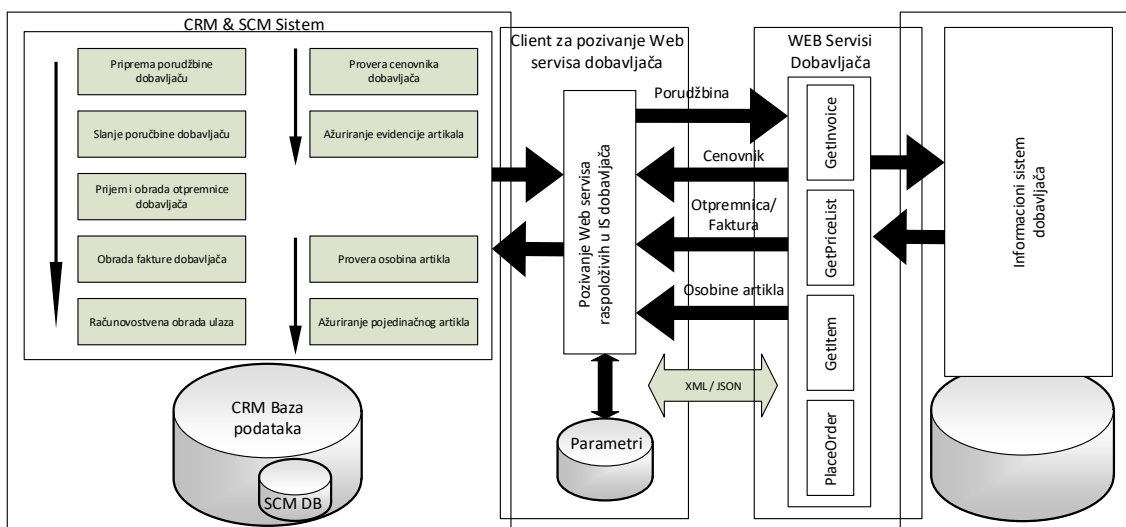 CRM & SCM Sistem
Priprema porudžbine
dobavljaču
Slanje poručbine dobavljaču
Prijem i obrada otpremnice
dobavljača
Obrada fakture dobavljača
Računovostvena obrada ulaza
Provera cenovnika
dobavljača
Ažuriranje evidencije artikala
Provera osobina artikla
Ažuriranje pojedinačnog artikla
CRM Baza
podataka
SCM DB
Client za pozivanje Web
servisa dobavljača
Pozivanje Web servisa
raspoloživih u IS dobavljača
Parametri
Porudžbina
Cenovnik
Otpremnica/
Faktura
Osobine artikla
XML / JSON
WEB Servisi
Dobavljača
GetInvoice
GetPriceList
GetItem
PlaceOrder
Informacioni sistem
dobavljača